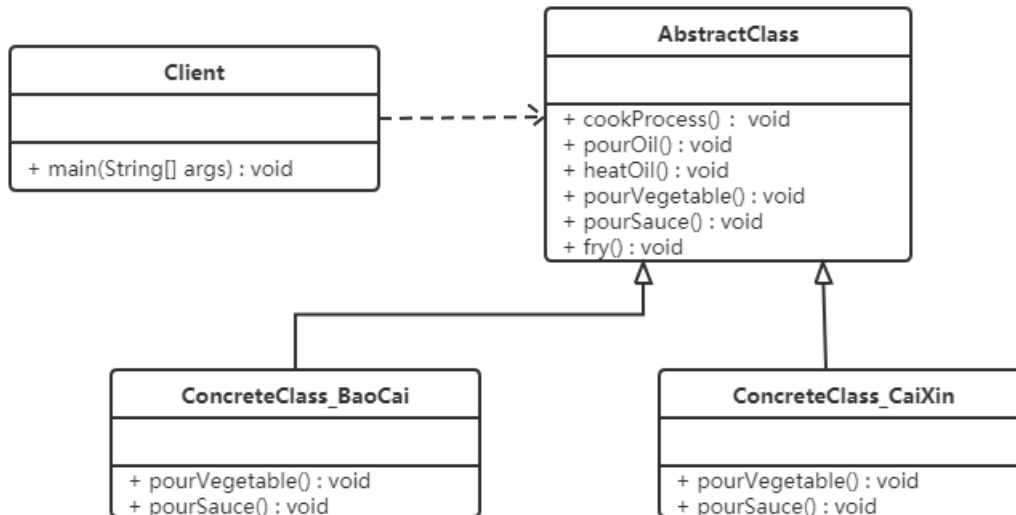 AbstractClass
Client
+ cookProcess() : void
+ pourOil() : void
+ heatOil() : void
+ main(String[] args) : void
+ pourVegetable() : void
+ pourSauce() : void
+ fry() : void
ConcreteClass_BaoCai
ConcreteClass_CaiXin
+ pourVegetable() : void
+ pourSauce() : void
+ pourVegetable() : void
+ pourSauce() : void